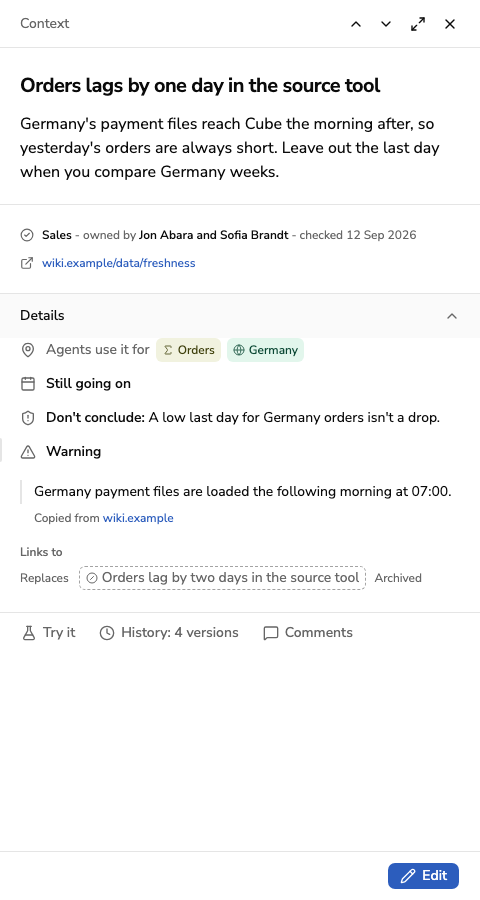 Context
Orders lags by one day in the source tool
Germany's payment files reach Cube the morning after, so
yesterday's orders are always short. Leave out the last day
when you compare Germany weeks.
Sales - owned by Jon Abara and Sofia Brandt - checked 12 Sep 2026
wiki.example/data/freshness
Details
Agents use it for Orders Germany
Still going on
Don't conclude: A low last day for Germany orders isn't a drop.
Warning
Germany payment files are loaded the following morning at 07:00.
Copied from wiki.example
Links to
Replaces Orders lag by two days in the source tool Archived
Try it History: 4 versions Comments
Edit